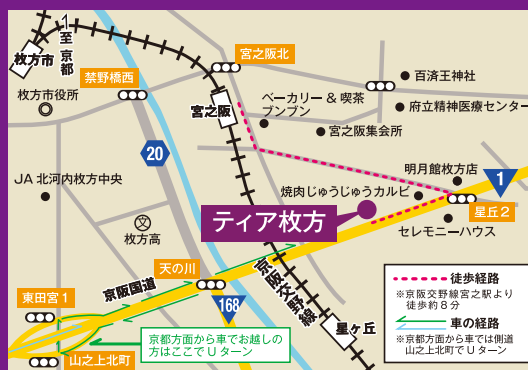 至京都
枚方市
宮之阪北
禁野橋西
枚方市役所
宮之阪
百済王神社
ベーカリー & 喫茶
ブンブン
府立精神医療センター
宮之阪集会所
20
JA 北河内枚方中央
文
枚方高
明月館枚方店
1
焼肉じゅうじゅうカルビ
星丘2
ティア枚方
セレモニーハウス
天の川
京阪国道
京阪交野線
東田宮1
168
星ヶ丘
山之上北町
京都方面から車でお越しの
方はここで U ターン
徒歩経路
※京阪交野線宮之駅より
徒歩約8分
車の経路
※京都方面から車では側道
山之上北町でUターン